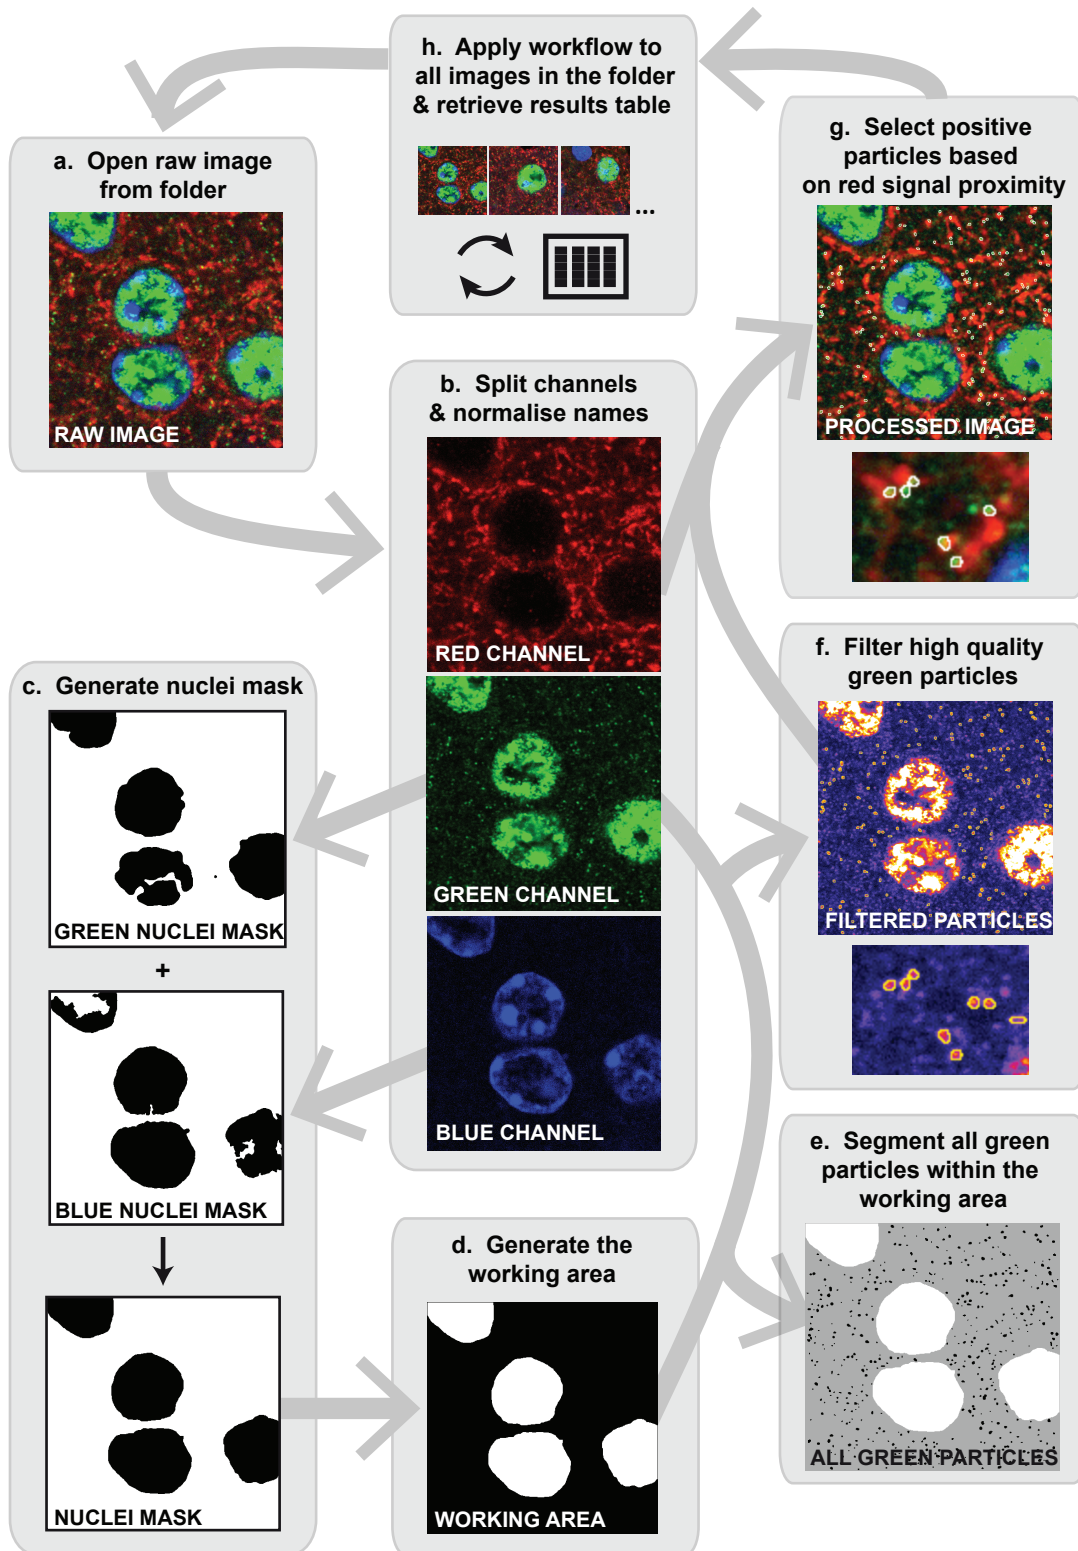 a.  Open raw image
from folder
RAW IMAGE
b.  Split channels
& normalise names
RED CHANNEL
GREEN CHANNEL
BLUE CHANNEL
c.  Generate nuclei mask
GREEN NUCLEI MASK
+
BLUE NUCLEI MASK
NUCLEI MASK
d.  Generate the
working area
WORKING AREA
e.  Segment all green
particles within the
working area
ALL GREEN PARTICLES
f.  Filter high quality
green particles
FILTERED PARTICLES
g.  Select positive
particles based
on red signal proximity
PROCESSED IMAGE
h.  Apply workflow to
all images in the folder
& retrieve results table
...